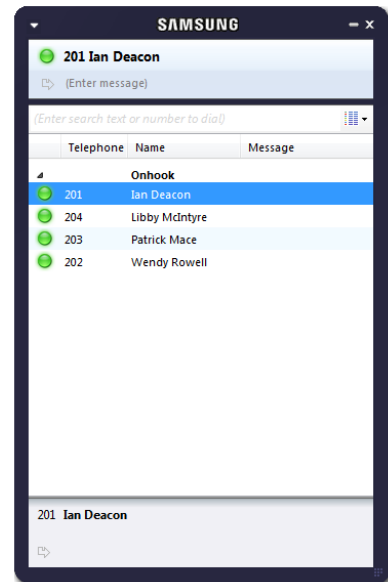 SAMSUNG
201 Ian Deacon
(Enter message)
(Enter search text or number to dial)
Telephone Name Message
Onhook
201 Ian Deacon
204 Libby McIntyre
203 Patrick Mace
202 Wendy Rowell
201 Ian Deacon